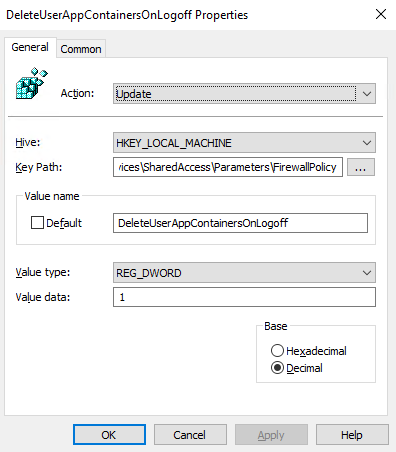 DeleteUserAppContainersOnLogoff Properties
General Common
Action: Update
Hive: HKEY_LOCAL_MACHINE
Key Path: vices\SharedAccess\Parameters\FirewallPolicy ...
Value name
Default DeleteUserAppContainersOnLogoff
Value type: REG_DWORD
Value data: 1
Base
Hexadecimal
Decimal
OK Cancel Apply Help